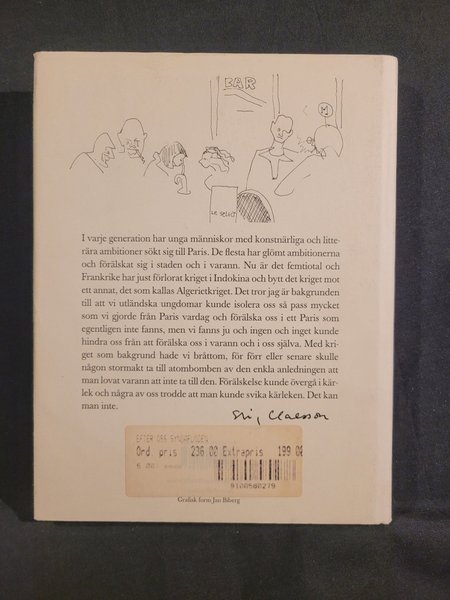 BAR
M
LE SELECT
I varje generation har unga människor med konstnärliga och litte-
rära ambitioner sökt sig till Paris. De flesta har glömt ambitionerna
och förälskat sig i staden och i varann. Nu är det femtiotal och
Frankrike har just förlorat kriget i Indokina och bytt det kriget mot
ett annat, det som kallas Algerietkriget. Det tror jag är bakgrunden
till att vi utländska ungdomar kunde isolera oss så pass mycket
som vi gjorde från Paris vardag och förälska oss i ett Paris som
egentligen inte fanns, men vi fanns ju och ingen och inget kunde
hindra oss från att förälska oss i varann och i oss själva. Med kri-
get som bakgrund hade vi bråttom, för förr eller senare skulle
någon stormakt ta till atombomben av den enkla anledningen att
man lovat varann att inte ta till den. Förälskelse kunde övergå i kär-
lek och några av oss trodde att man kunde svika kärleken. Det kan
man inte.
Stig Claesson
EFTER OSS SYNDAFLODEN
Ord. pris 236.00 Extrapris 199 00
9100580279
Grafisk form Jan Biberg